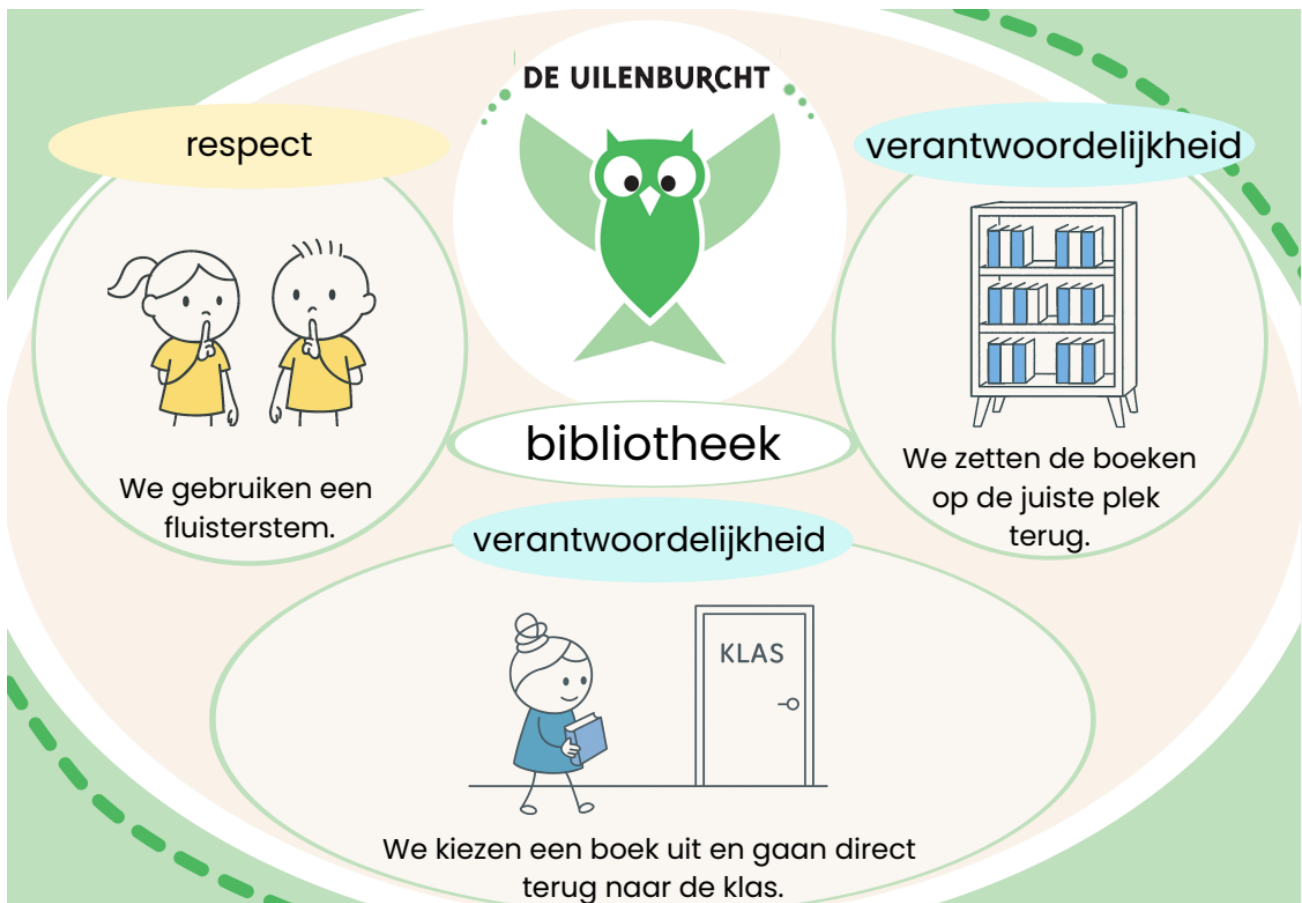 DE UILENBURCHT
respect
We gebruiken een
fluisterstem.
verantwoordelijkheid
We zetten de boeken
op de juiste plek
terug.
bibliotheek
verantwoordelijkheid
KLAS
We kiezen een boek uit en gaan direct
terug naar de klas.